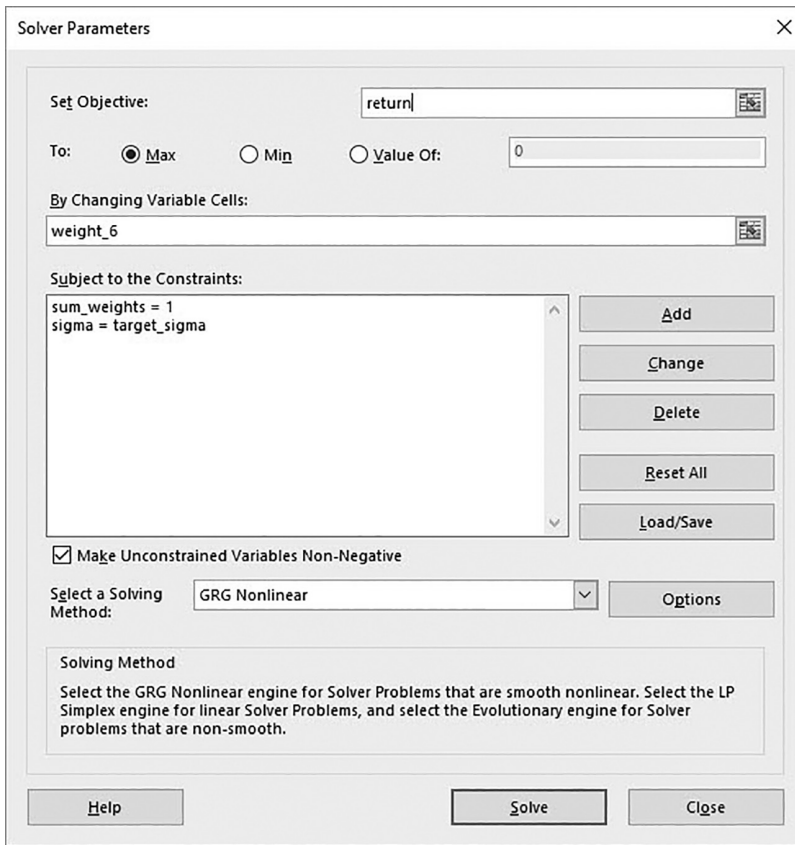 Solver Parameters
Set Objective:
return
To:
Max
Min
Value Of:
0
By Changing Variable Cells:
weight_6
Subject to the Constraints:
sum_weights = 1
sigma = target_sigma
Add
Change
Delete
Reset All
Load/Save
Make Unconstrained Variables Non-Negative
Select a Solving
Method:
GRG Nonlinear
Options
Solving Method
Select the GRG Nonlinear engine for Solver Problems that are smooth nonlinear. Select the LP
Simplex engine for linear Solver Problems, and select the Evolutionary engine for Solver
problems that are non-smooth.
Help
Solve
Close